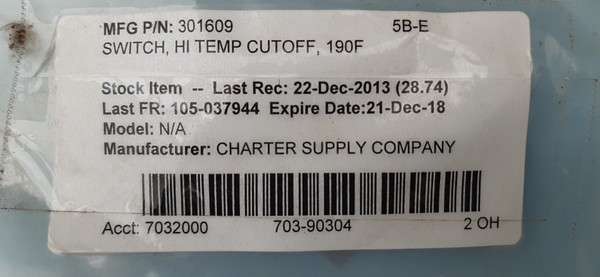 MFG P/N: 301609 5B-E
SWITCH, HI TEMP CUTOFF, 190F
Stock Item -- Last Rec: 22-Dec-2013 (28.74)
Last FR: 105-037944 Expire Date:21-Dec-18
Model: N/A
Manufacturer: CHARTER SUPPLY COMPANY
Acct: 7032000 703-90304 2 OH